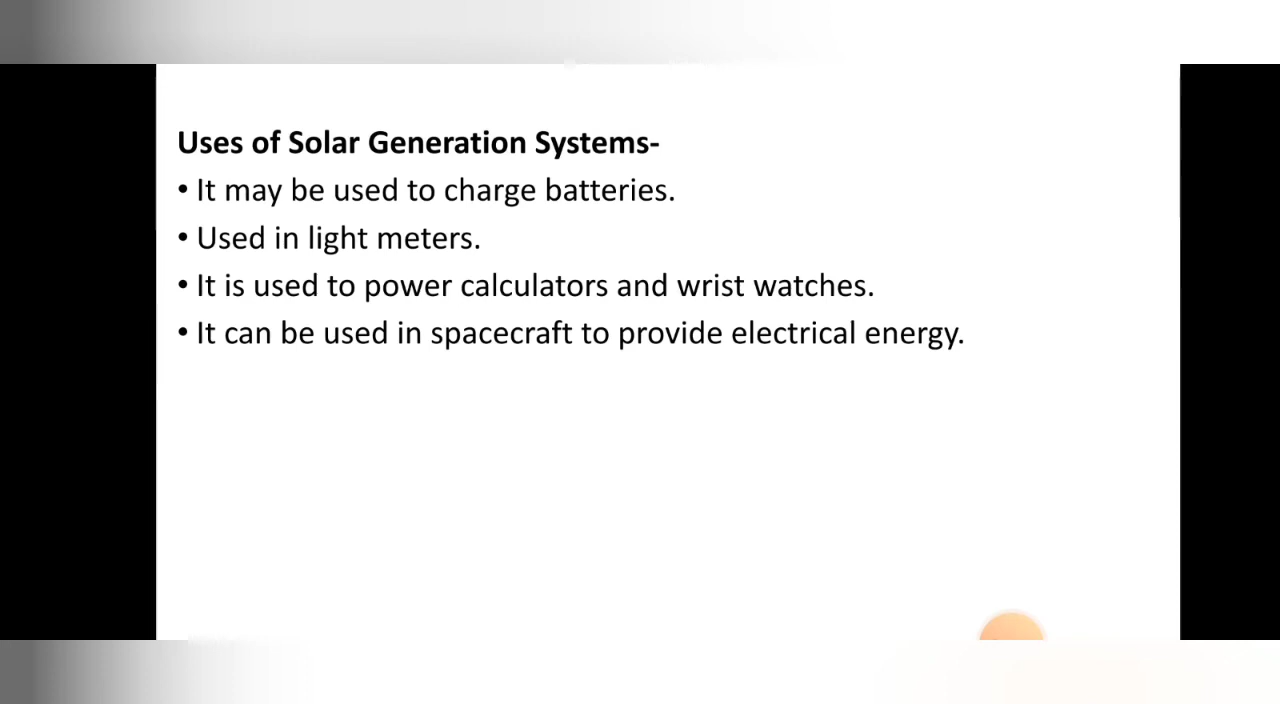 Uses of Solar Generation Systems-
• It may be used to charge batteries.
• Used in light meters.
• It is used to power calculators and wrist watches.
• It can be used in spacecraft to provide electrical energy.